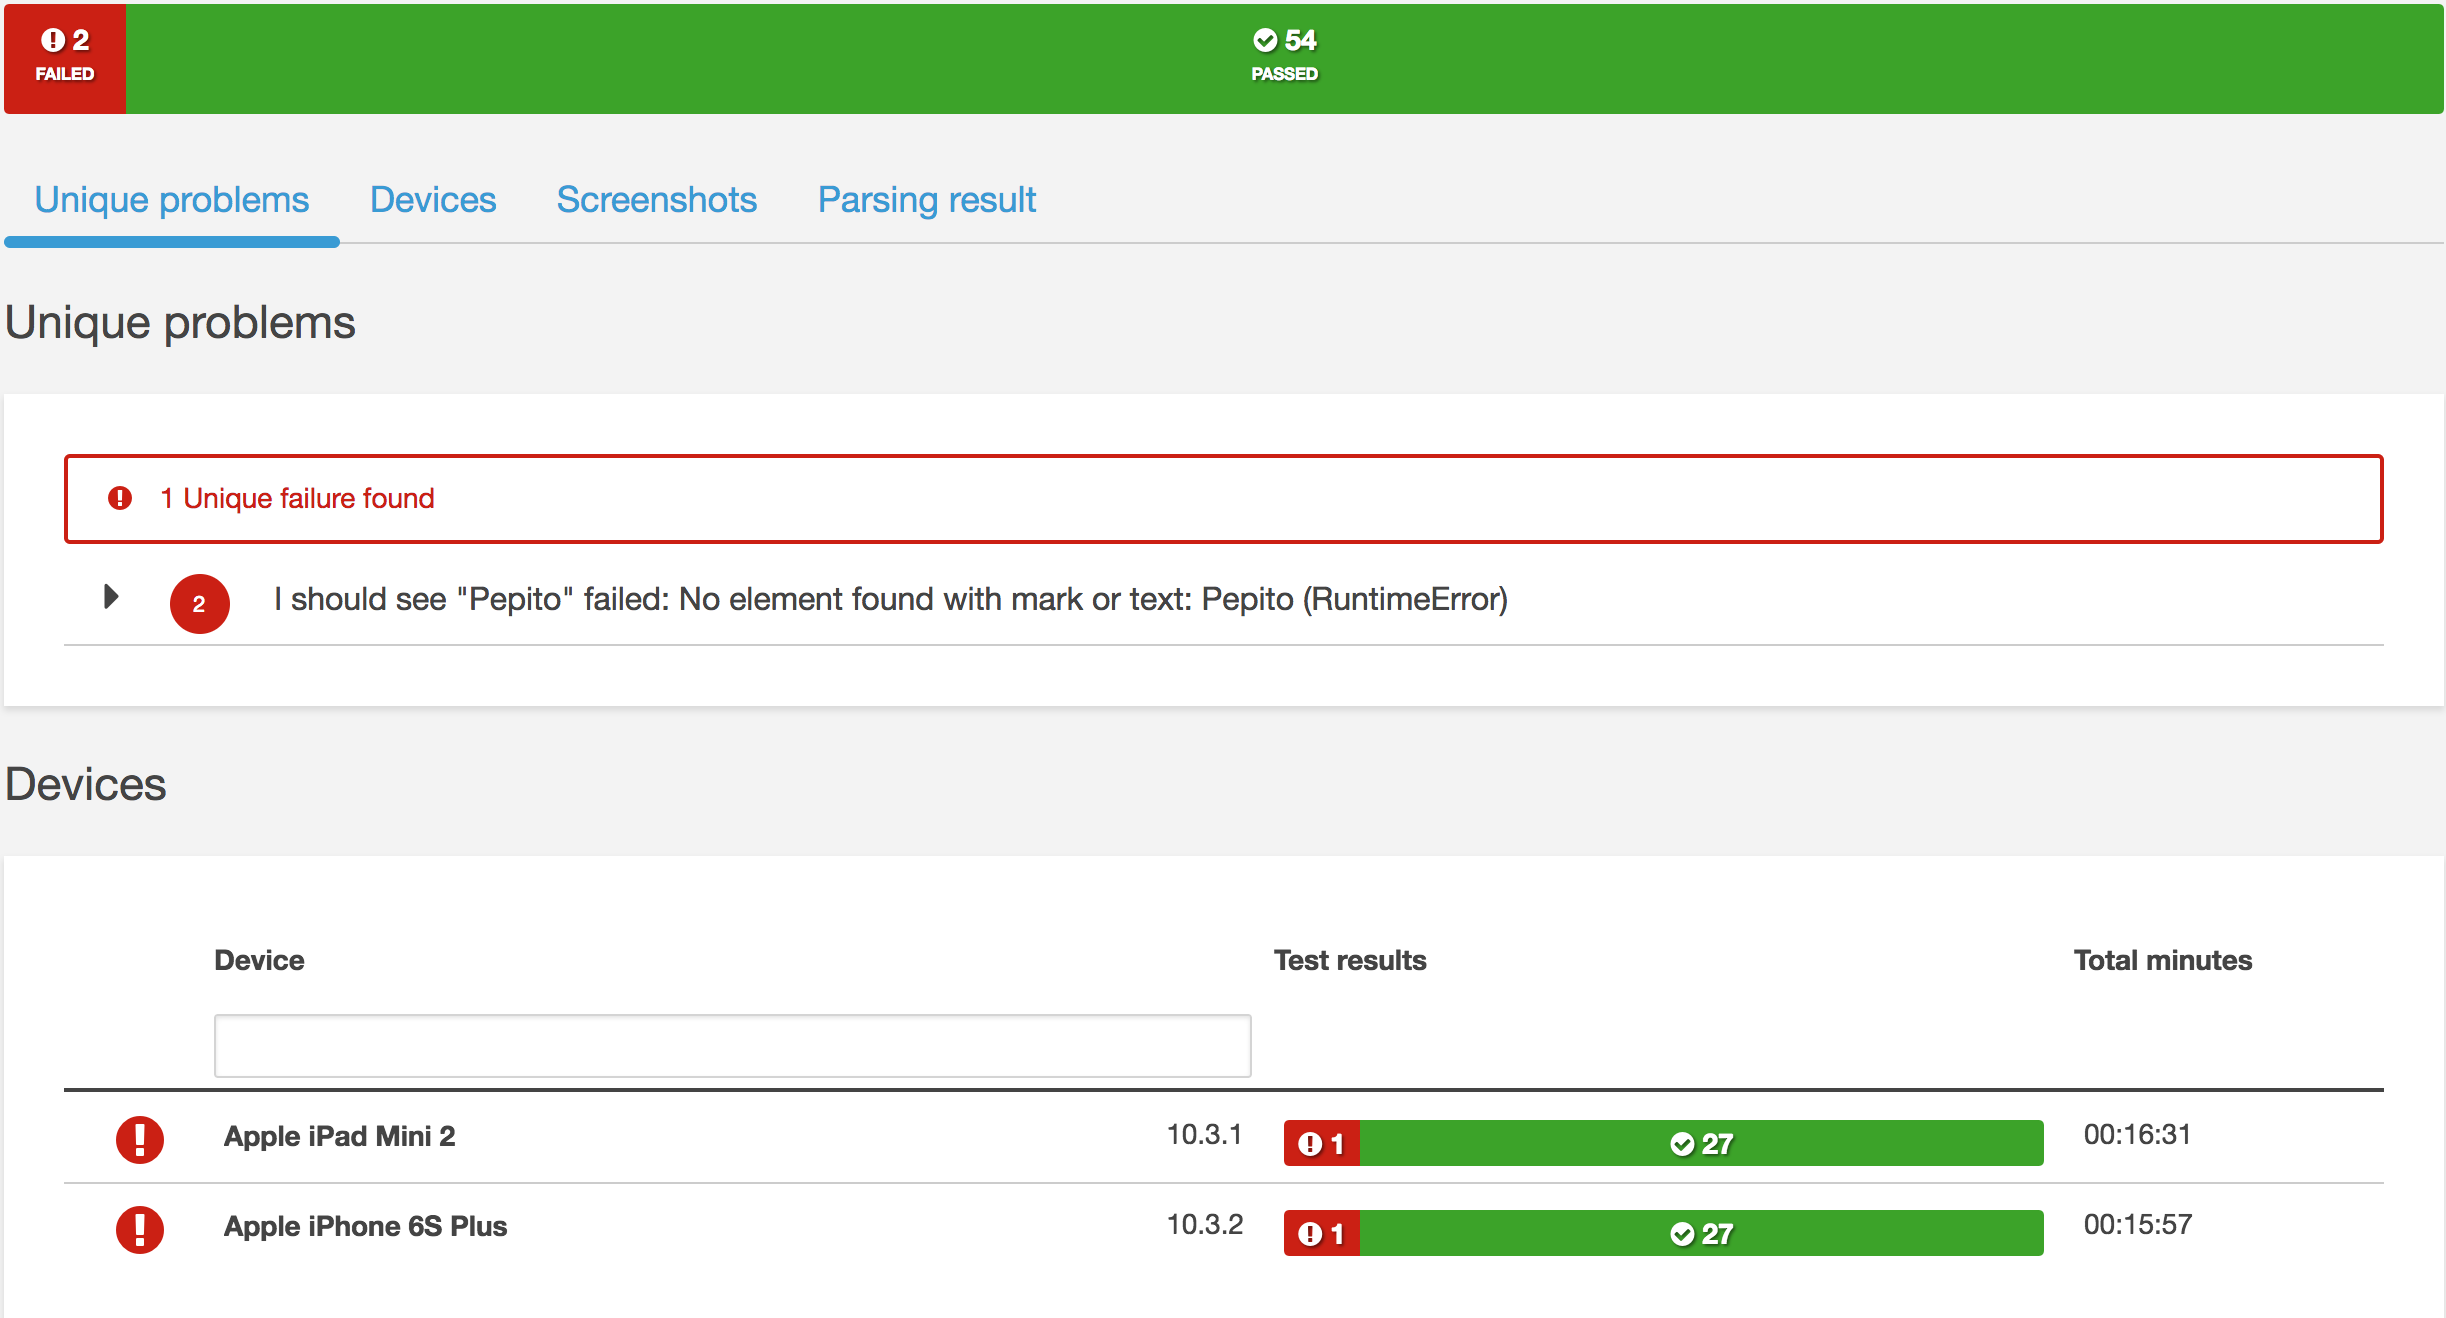 2
FAILED
54
PASSED
Unique problems Devices Screenshots Parsing result
Unique problems
1 Unique failure found
2 I should see "Pepito" failed: No element found with mark or text: Pepito (RuntimeError)
Devices
Device Test results Total minutes
Apple iPad Mini 2 10.3.1 1 27 00:16:31
Apple iPhone 6S Plus 10.3.2 1 27 00:15:57